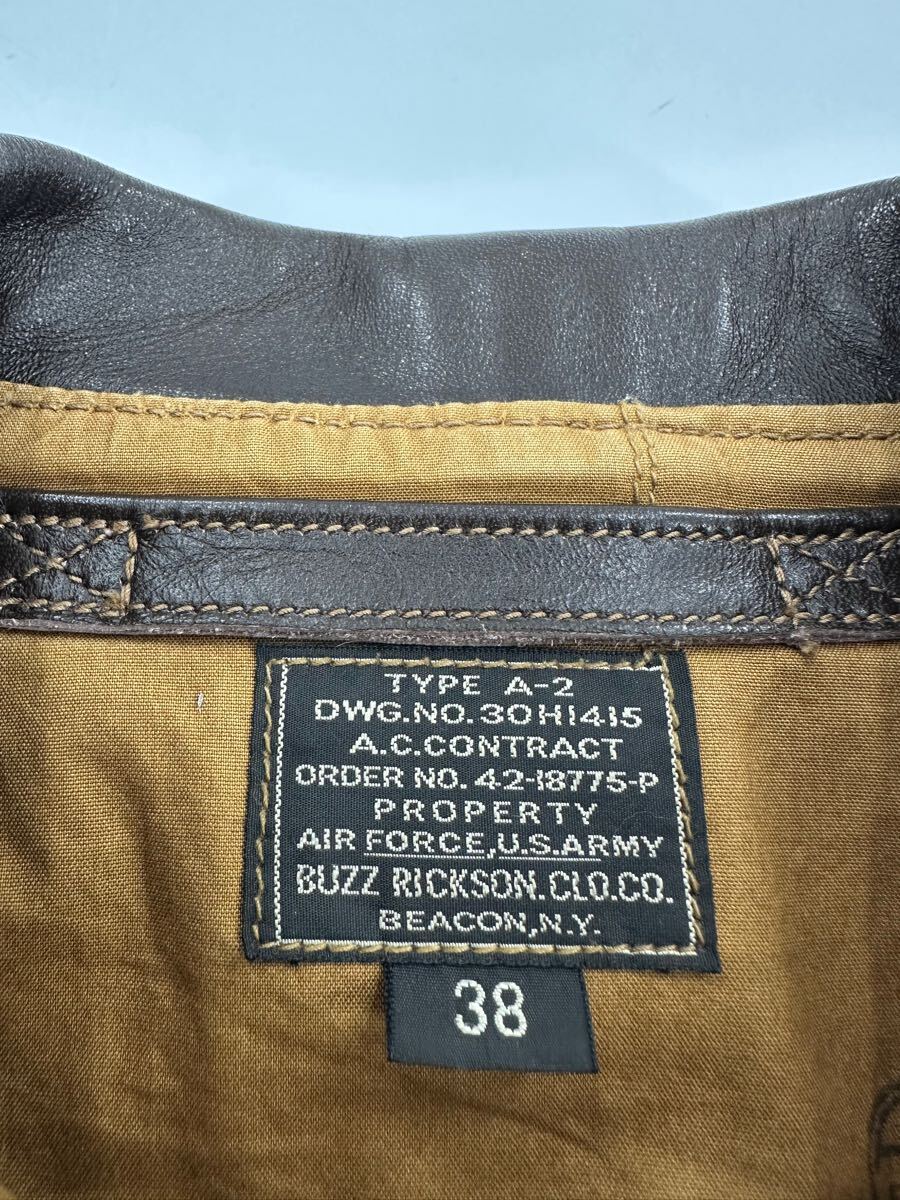 TYPE A-2
DWG.NO.30H1415
A.C.CONTRACT
ORDER NO. 42-18775-P
PROPERTY
AIR FORCE,U.S.ARMY
BUZZ RICKSON.CLO.CO.
BEACON,N.Y.
38